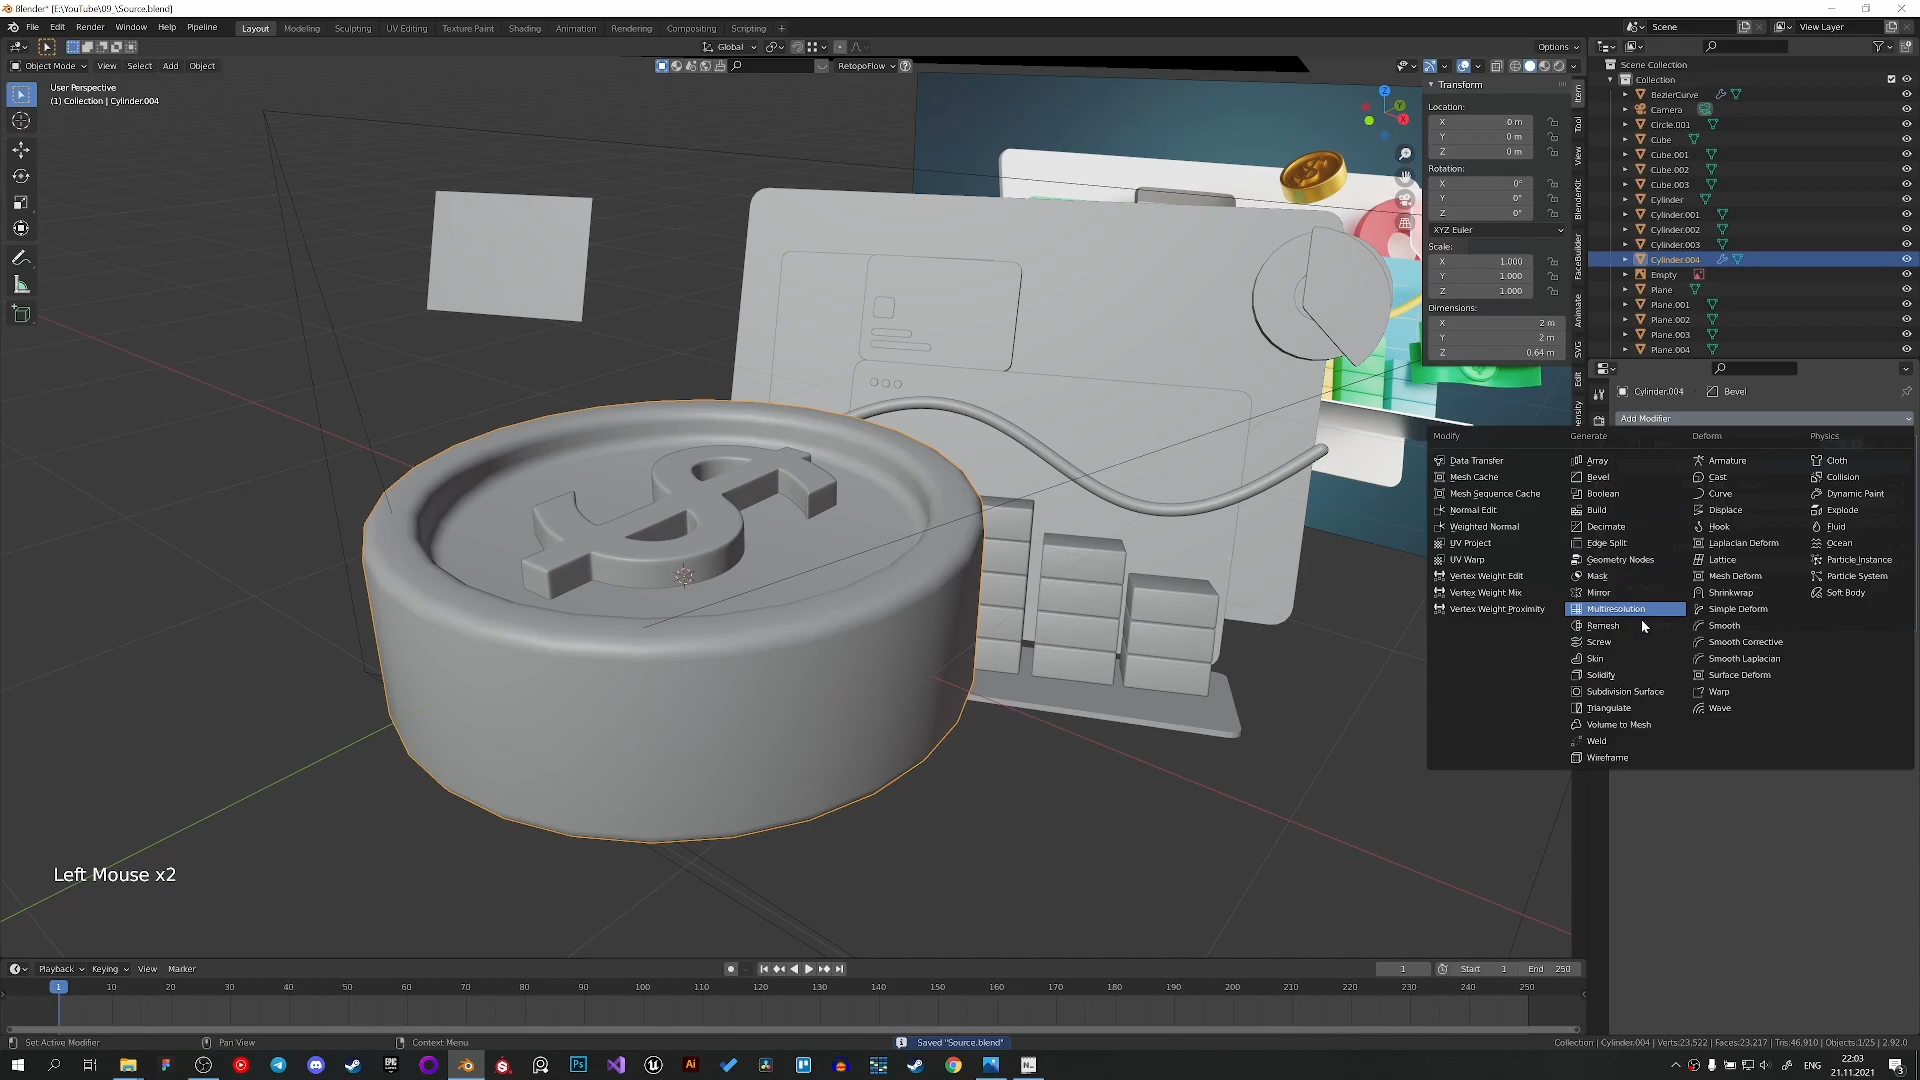 Blender* [E:\YouTube\09_\Source.blend]
File Edit Render Window Help Pipeline
Layout Modeling Sculpting UV Editing Texture Paint Shading Animation Rendering Compositing Scripting +
Scene
View Layer
Global
Options
Object Mode View Select Add Object
RetopoFlow
User Perspective
(1) Collection | Cylinder.004
Transform
Location:
X 0 m
Y 0 m
Z 0 m
Rotation:
X 0°
Y 0°
Z 0°
XYZ Euler
Scale:
X 1.000
Y 1.000
Z 1.000
Dimensions:
X 2 m
Y 2 m
Z 0.64 m
Item
Tool
View
BlenderKit
FaceBuilder
Animate
SVG
Edit
Scene Collection
Collection
BezierCurve
Camera
Circle.001
Cube
Cube.001
Cube.002
Cube.003
Cylinder
Cylinder.001
Cylinder.002
Cylinder.003
Cylinder.004
Empty
Plane
Plane.001
Plane.002
Plane.003
Plane.004
Cylinder.004 Bevel
Add Modifier
Modify
Data Transfer
Mesh Cache
Mesh Sequence Cache
Normal Edit
Weighted Normal
UV Project
UV Warp
Vertex Weight Edit
Vertex Weight Mix
Vertex Weight Proximity
Generate
Array
Bevel
Boolean
Build
Decimate
Edge Split
Geometry Nodes
Mask
Mirror
Multiresolution
Remesh
Screw
Skin
Solidify
Subdivision Surface
Triangulate
Volume to Mesh
Weld
Wireframe
Deform
Armature
Cast
Curve
Displace
Hook
Laplacian Deform
Lattice
Mesh Deform
Shrinkwrap
Simple Deform
Smooth
Smooth Corrective
Smooth Laplacian
Surface Deform
Warp
Wave
Physics
Cloth
Collision
Dynamic Paint
Explode
Fluid
Ocean
Particle Instance
Particle System
Soft Body
Left Mouse x2
Playback Keying View Marker
1 Start 1 End 250
1 10 20 30 40 50 60 70 80 90 100 110 120 130 140 150 160 170 180 190 200 210 220 230 240 250
Set Active Modifier Pan View Context Menu
Saved "Source.blend"
Collection | Cylinder.004 | Verts:23,522 | Faces:23,217 | Tris:46,910 | Objects:1/25 | 2.92.0
ENG
22:03
21.11.2021